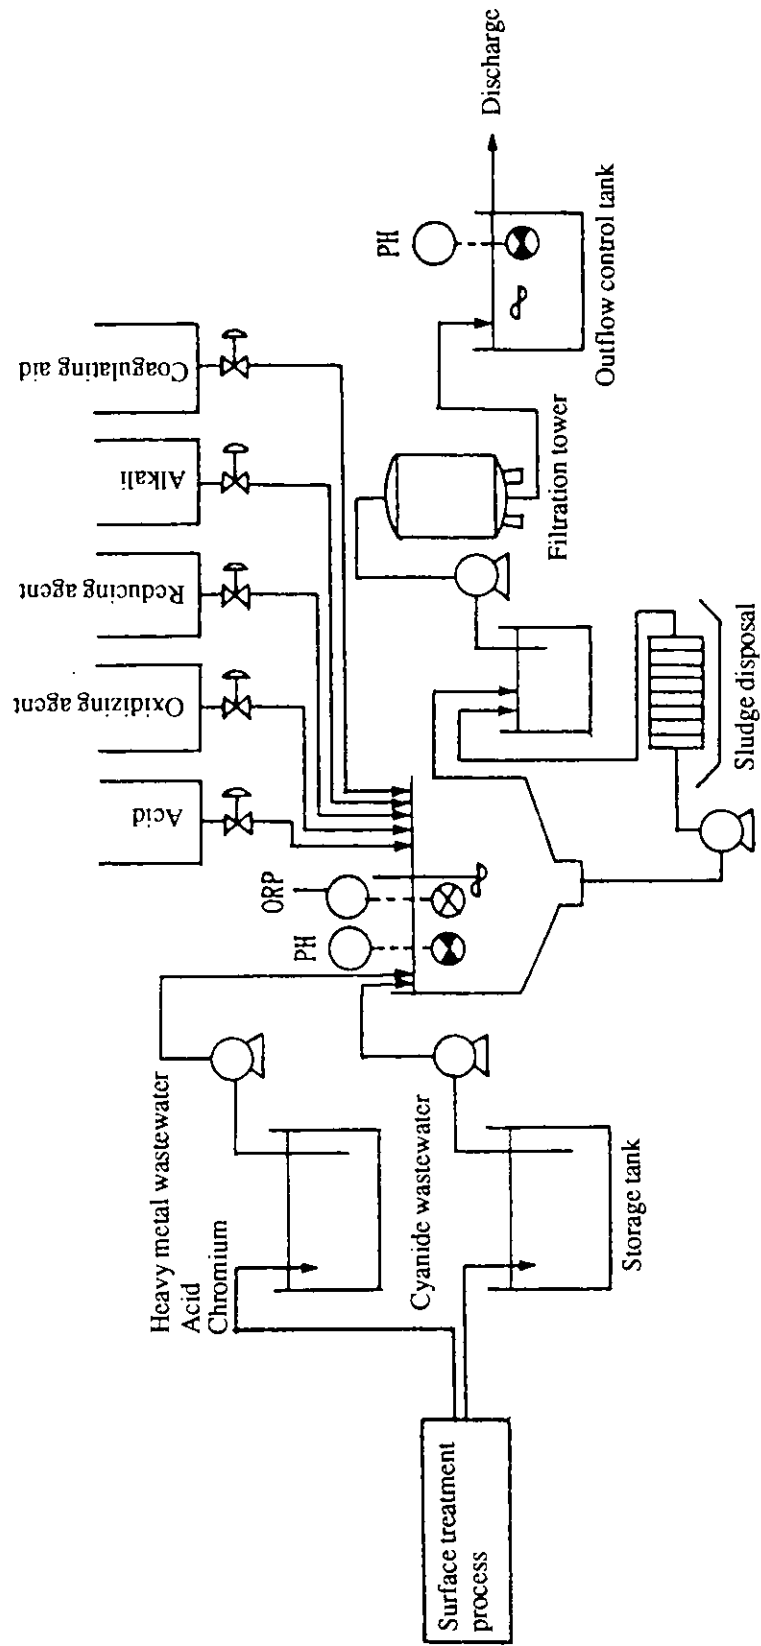 Surface treatment
process
Heavy metal wastewater
Acid
Chromium
Cyanide wastewater
Storage tank
PH
ORP
Acid
Oxidizing agent
Reducing agent
Alkali
Coagulating aid
Sludge disposal
Filtration tower
PH
Outflow control tank
Discharge